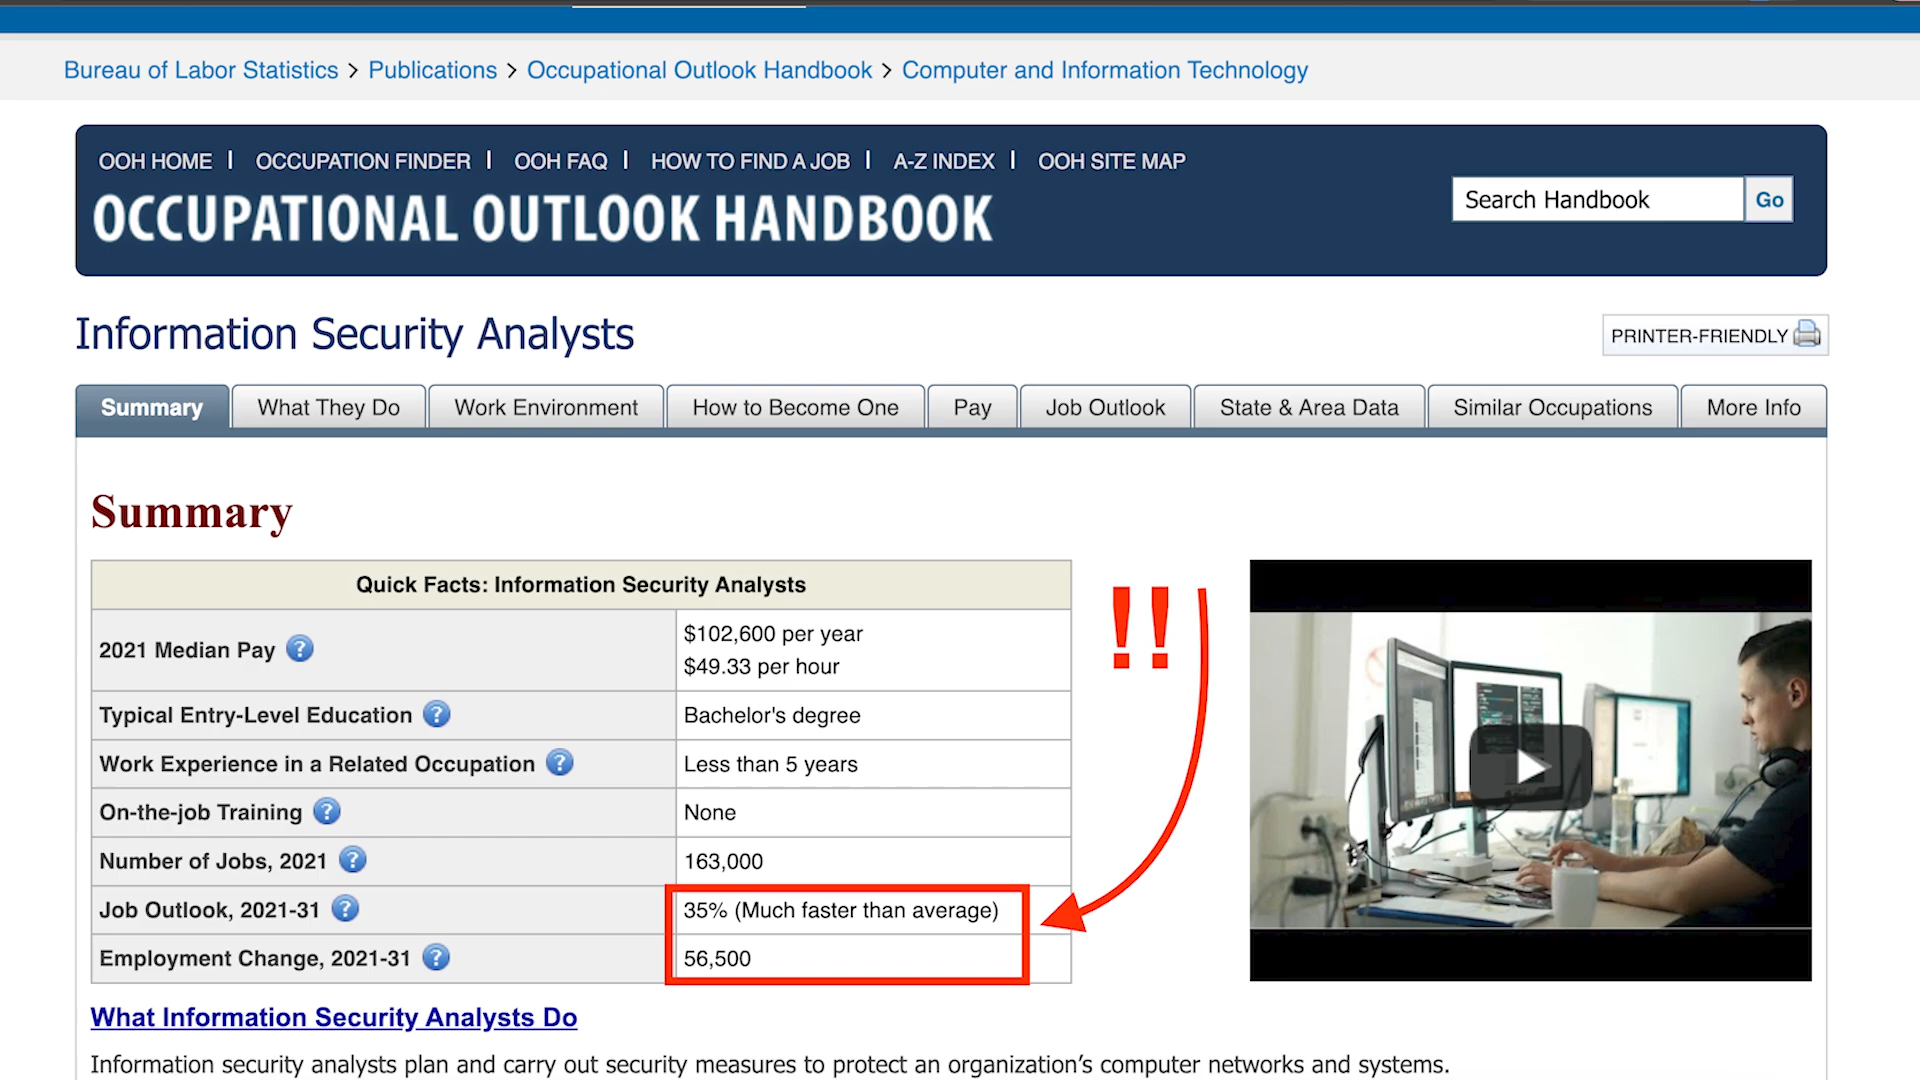 Bureau of Labor Statistics > Publications > Occupational Outlook Handbook > Computer and Information Technology
OOH HOME | OCCUPATION FINDER | OOH FAQ | HOW TO FIND A JOB | A-Z INDEX | OOH SITE MAP
OCCUPATIONAL OUTLOOK HANDBOOK
Search Handbook Go
Information Security Analysts
PRINTER-FRIENDLY
Summary What They Do Work Environment How to Become One Pay Job Outlook State & Area Data Similar Occupations More Info
Summary
Quick Facts: Information Security Analysts
2021 Median Pay ? $102,600 per year
$49.33 per hour
Typical Entry-Level Education ? Bachelor's degree
Work Experience in a Related Occupation ? Less than 5 years
On-the-job Training ? None
Number of Jobs, 2021 ? 163,000
Job Outlook, 2021-31 ? 35% (Much faster than average)
Employment Change, 2021-31 ? 56,500
!!
What Information Security Analysts Do
Information security analysts plan and carry out security measures to protect an organization’s computer networks and systems.